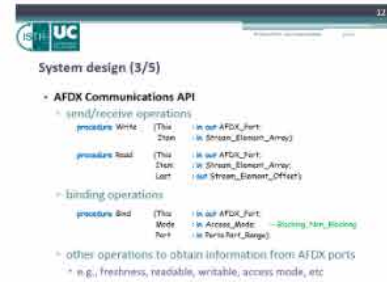 12
ISTR UC
System design (3/5)
• AFDX Communications API
send/receive operations
procedure Write (This : in out AFDX_Port;
Item : in Stream_Element_Array);
procedure Read (This : in out AFDX_Port;
Item : in Stream_Element_Array;
Last : out Stream_Element_Offset);
binding operations
procedure Bind (This : in out AFDX_Port;
Mode : in Access_Mode; --Blocking, Non_Blocking
Port : in Ports.Port_Range);
other operations to obtain information from AFDX ports
e.g., freshness, readable, writable, access mode, etc